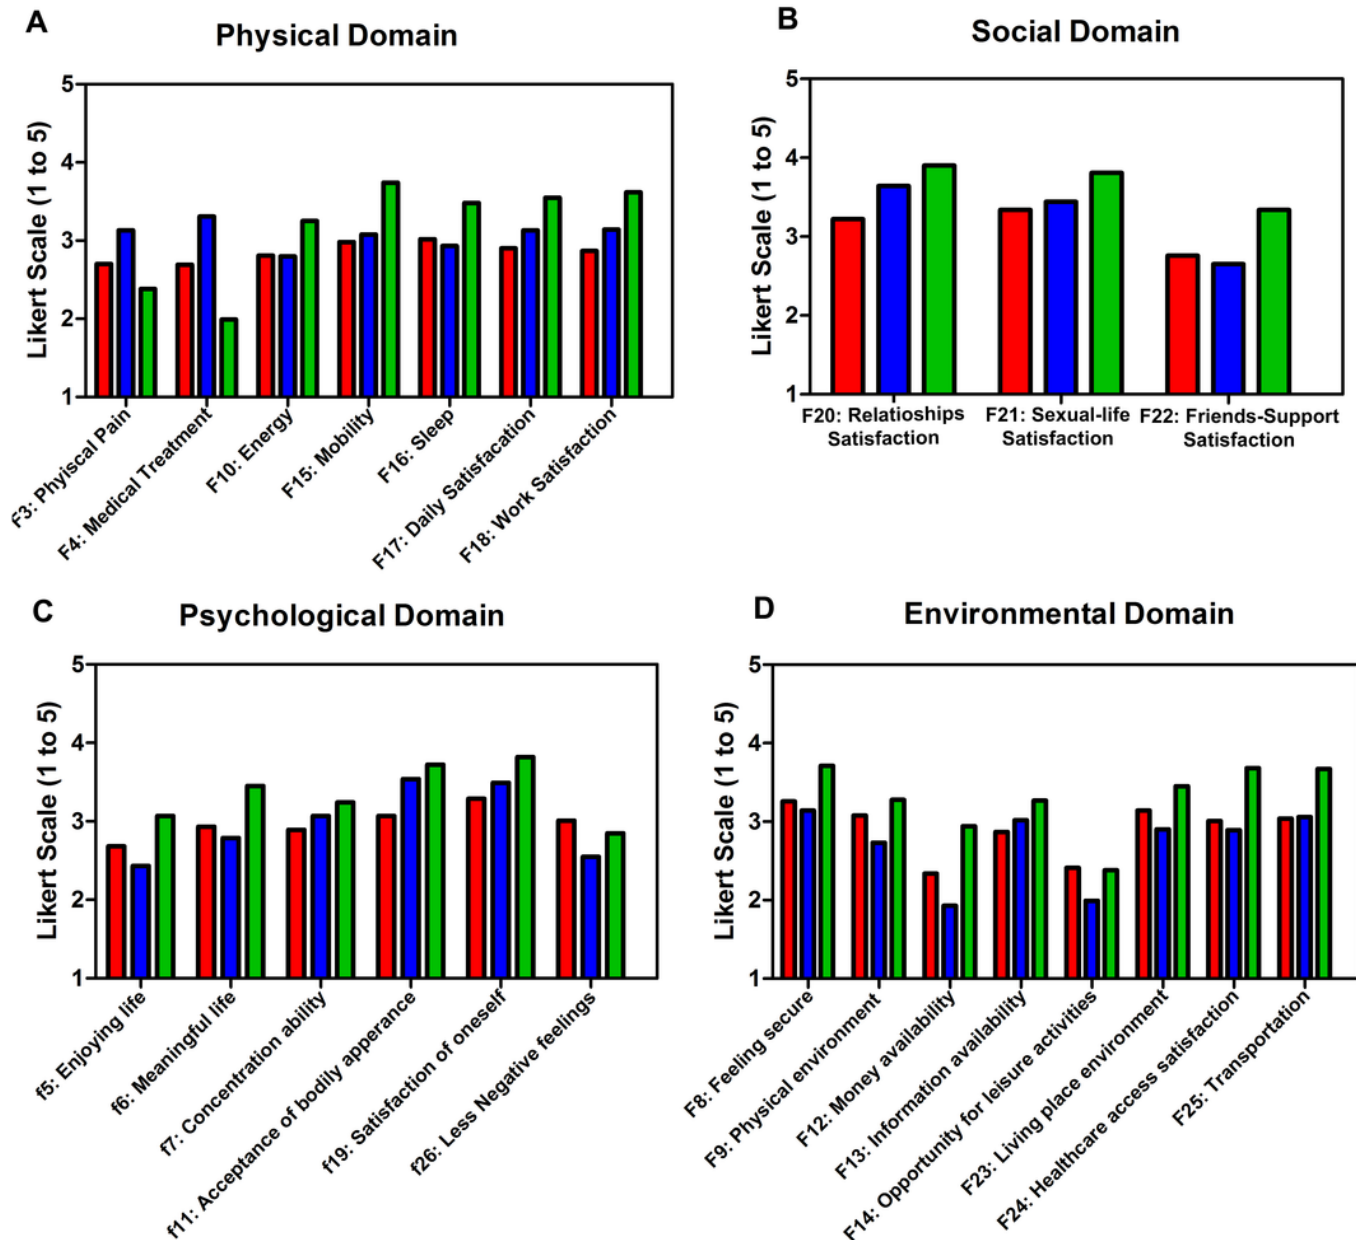 A
Physical Domain
Likert Scale (1 to 5)
5
4
3
2
1
F3: Phyiscal Pain
F4: Medical Treatment
F10: Energy
F15: Mobility
F16: Sleep
F17: Daily Satisfacation
F18: Work Satisfaction
B
Social Domain
Likert Scale (1 to 5)
5
4
3
2
1
F20: Relatioships
Satisfaction
F21: Sexual-life
Satisfaction
F22: Friends-Support
Satisfaction
C
Psychological Domain
Likert Scale (1 to 5)
5
4
3
2
1
f5: Enjoying life
f6: Meaningful life
f7: Concentration ability
f11: Acceptance of bodily apperance
f19: Satisfaction of oneself
f26: Less Negative feelings
D
Environmental Domain
Likert Scale (1 to 5)
5
4
3
2
1
F8: Feeling secure
F9: Physical environment
F12: Money availability
F13: Information availability
F14: Opportunity for leisure activities
F23: Living place environment
F24: Healthcare access satisfaction
F25: Transportation